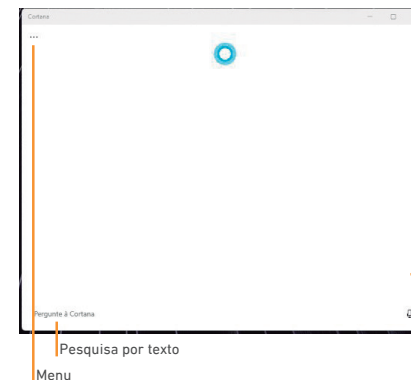 Cortana
...
Pergunte à Cortana
Pesquisa por texto
Menu